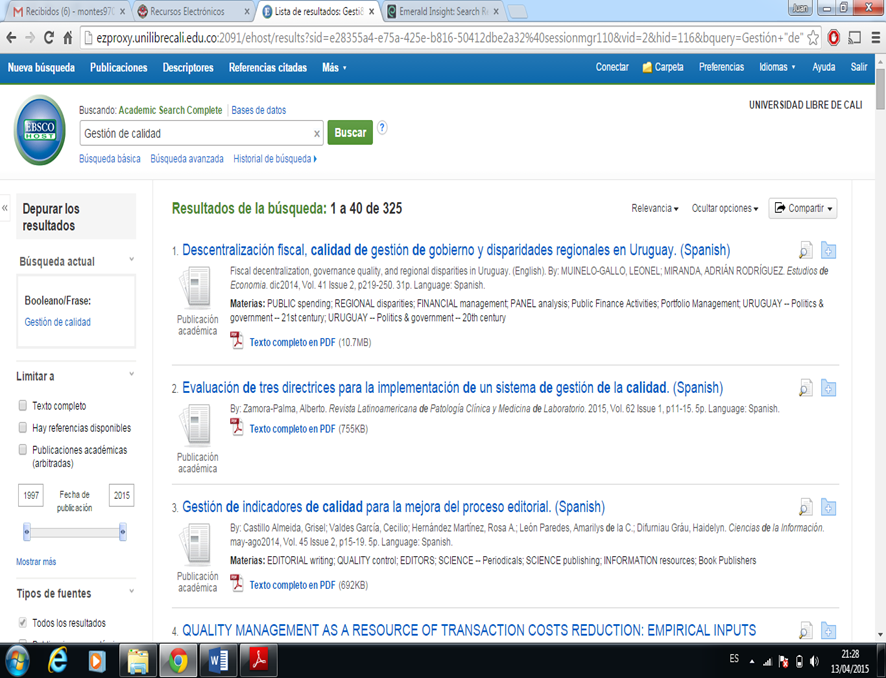 Recibidos (6) - montes970
Recursos Electrónicos
Lista de resultados: Gestió
Emerald Insight: Search R
Juan
ezproxy.unilibrecali.edu.co:2091/ehost/results?sid=e28355a4-e75a-425e-b816-50412dbe2a32%40sessionmgr110&vid=2&hid=116&bquery=Gestión+"de"
Nueva búsqueda Publicaciones Descriptores Referencias citadas Más
Conectar Carpeta Preferencias Idiomas Ayuda Salir
EBSCO HOST
Buscando: Academic Search Complete Bases de datos
UNIVERSIDAD LIBRE DE CALI
Gestión de calidad x Buscar ?
Búsqueda básica Búsqueda avanzada Historial de búsqueda
«
Depurar los
resultados
Búsqueda actual
Booleano/Frase:
Gestión de calidad
Limitar a
Texto completo
Hay referencias disponibles
Publicaciones académicas
(arbitradas)
1997 Fecha de publicación 2015
Mostrar más
Tipos de fuentes
Todos los resultados
Resultados de la búsqueda: 1 a 40 de 325
Relevancia Ocultar opciones Compartir
1. Descentralización fiscal, calidad de gestión de gobierno y disparidades regionales en Uruguay. (Spanish)
Fiscal decentralization, governance quality, and regional disparities in Uruguay. (English). By: MUINELO-GALLO, LEONEL; MIRANDA, ADRIÁN RODRÍGUEZ. Estudios de
Economia. dic2014, Vol. 41 Issue 2, p219-250. 31p. Language: Spanish.
Materias: PUBLIC spending; REGIONAL disparities; FINANCIAL management; PANEL analysis; Public Finance Activities; Portfolio Management; URUGUAY -- Politics &
government -- 21st century; URUGUAY -- Politics & government -- 20th century
Publicación
académica
PDF Texto completo en PDF (10.7MB)
2. Evaluación de tres directrices para la implementación de un sistema de gestión de la calidad. (Spanish)
By: Zamora-Palma, Alberto. Revista Latinoamericana de Patología Clínica y Medicina de Laboratorio. 2015, Vol. 62 Issue 1, p11-15. 5p. Language: Spanish.
PDF Texto completo en PDF (755KB)
Publicación
académica
3. Gestión de indicadores de calidad para la mejora del proceso editorial. (Spanish)
By: Castillo Almeida, Grisel; Valdes García, Cecilio; Hernández Martínez, Rosa A.; León Paredes, Amarilys de la C.; Difurniau Gráu, Haidelyn. Ciencias de la Información.
may-ago2014, Vol. 45 Issue 2, p15-19. 5p. Language: Spanish.
Materias: EDITORIAL writing; QUALITY control; EDITORS; SCIENCE -- Periodicals; SCIENCE publishing; INFORMATION resources; Book Publishers
Publicación
académica
PDF Texto completo en PDF (692KB)
4. QUALITY MANAGEMENT AS A RESOURCE OF TRANSACTION COSTS REDUCTION: EMPIRICAL INPUTS
ES
21:28
13/04/2015